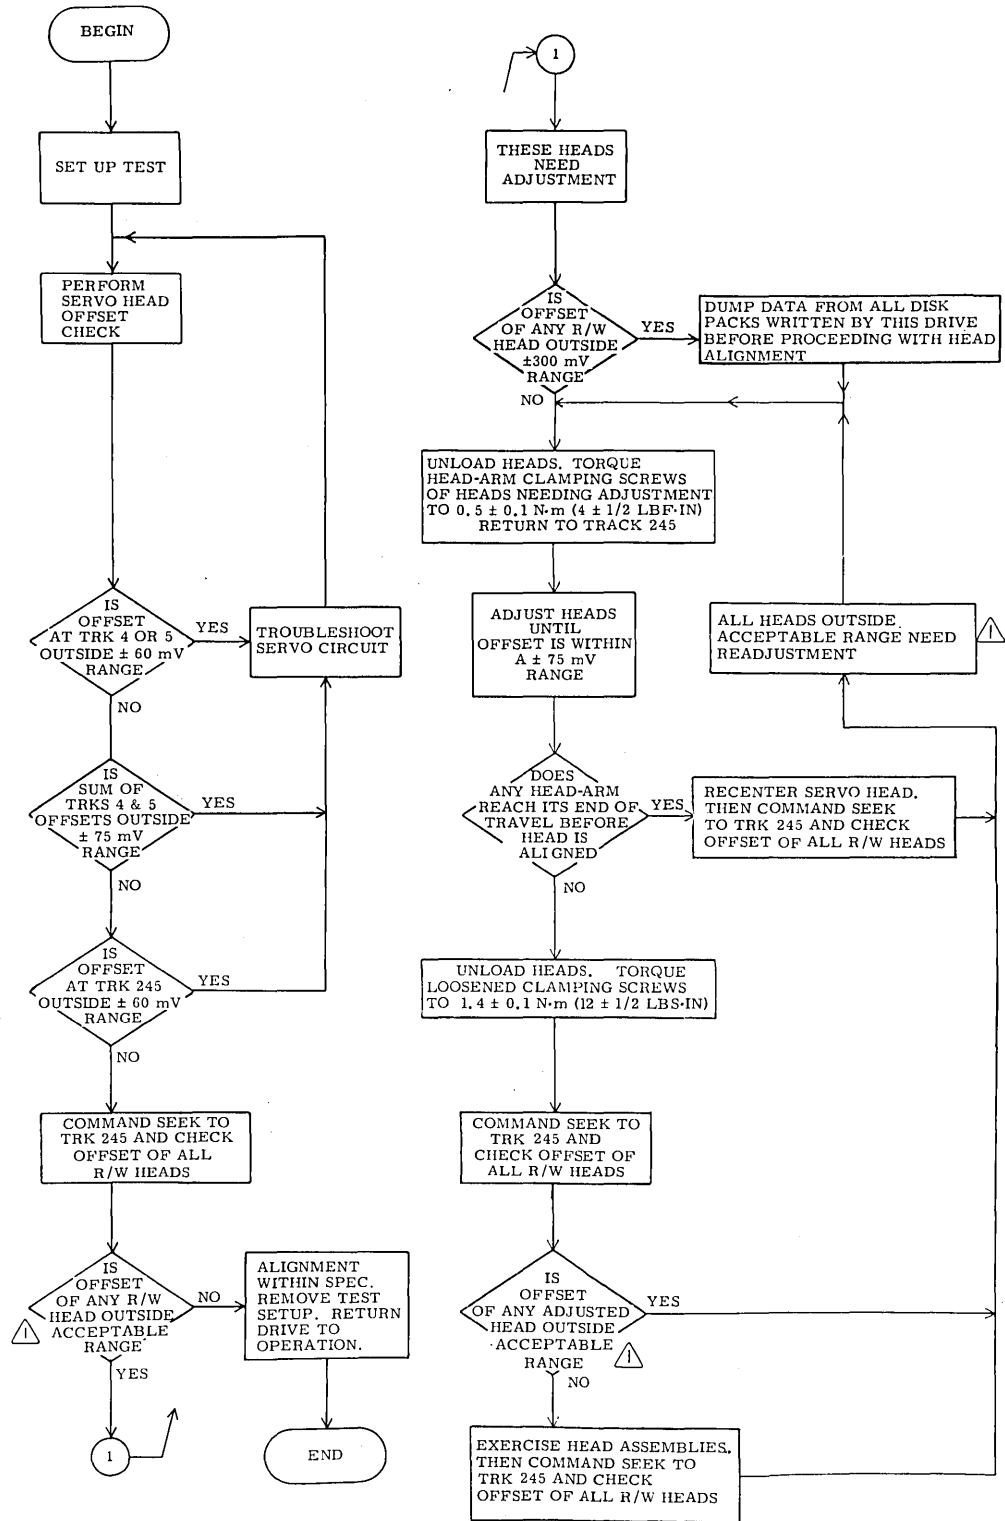 BEGIN
SET UP TEST
PERFORM
SERVO HEAD
OFFSET
CHECK
IS
OFFSET
AT TRK 4 OR 5
OUTSIDE ± 60 mV
RANGE
YES
TROUBLESHOOT
SERVO CIRCUIT
NO
IS
SUM OF
TRKS 4 & 5
OFFSETS OUTSIDE
± 75 mV
RANGE
YES
NO
IS
OFFSET
AT TRK 245
OUTSIDE ± 60 mV
RANGE
YES
NO
COMMAND SEEK TO
TRK 245 AND CHECK
OFFSET OF ALL
R/W HEADS
IS
OFFSET
OF ANY R/W
HEAD OUTSIDE
ACCEPTABLE
RANGE
1
NO
ALIGNMENT
WITHIN SPEC.
REMOVE TEST
SETUP. RETURN
DRIVE TO
OPERATION.
END
YES
1
1
THESE HEADS
NEED
ADJUSTMENT
IS
OFFSET
OF ANY R/W
HEAD OUTSIDE
±300 mV
RANGE
YES
DUMP DATA FROM ALL DISK
PACKS WRITTEN BY THIS DRIVE
BEFORE PROCEEDING WITH HEAD
ALIGNMENT
NO
UNLOAD HEADS. TORQUE
HEAD-ARM CLAMPING SCREWS
OF HEADS NEEDING ADJUSTMENT
TO 0.5 ± 0.1 N·m (4 ± 1/2 LBF·IN)
RETURN TO TRACK 245
ADJUST HEADS
UNTIL
OFFSET IS WITHIN
A ± 75 mV
RANGE
ALL HEADS OUTSIDE
ACCEPTABLE RANGE NEED
READJUSTMENT
1
DOES
ANY HEAD-ARM
REACH ITS END OF
TRAVEL BEFORE
HEAD IS
ALIGNED
YES
RECENTER SERVO HEAD.
THEN COMMAND SEEK
TO TRK 245 AND CHECK
OFFSET OF ALL R/W HEADS
NO
UNLOAD HEADS. TORQUE
LOOSENED CLAMPING SCREWS
TO 1.4 ± 0.1 N·m (12 ± 1/2 LBS·IN)
COMMAND SEEK TO
TRK 245 AND
CHECK OFFSET OF
ALL R/W HEADS
IS
OFFSET
OF ANY ADJUSTED
HEAD OUTSIDE
ACCEPTABLE
RANGE
1
YES
NO
EXERCISE HEAD ASSEMBLIES.
THEN COMMAND SEEK TO
TRK 245 AND CHECK
OFFSET OF ALL R/W HEADS